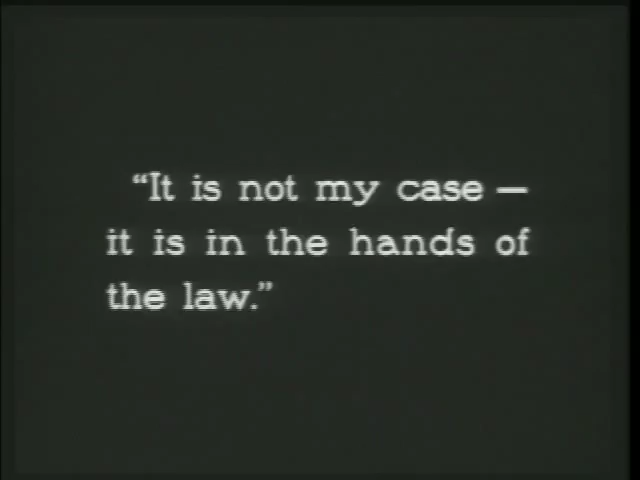 “It is not my case —
it is in the hands of
the law.”